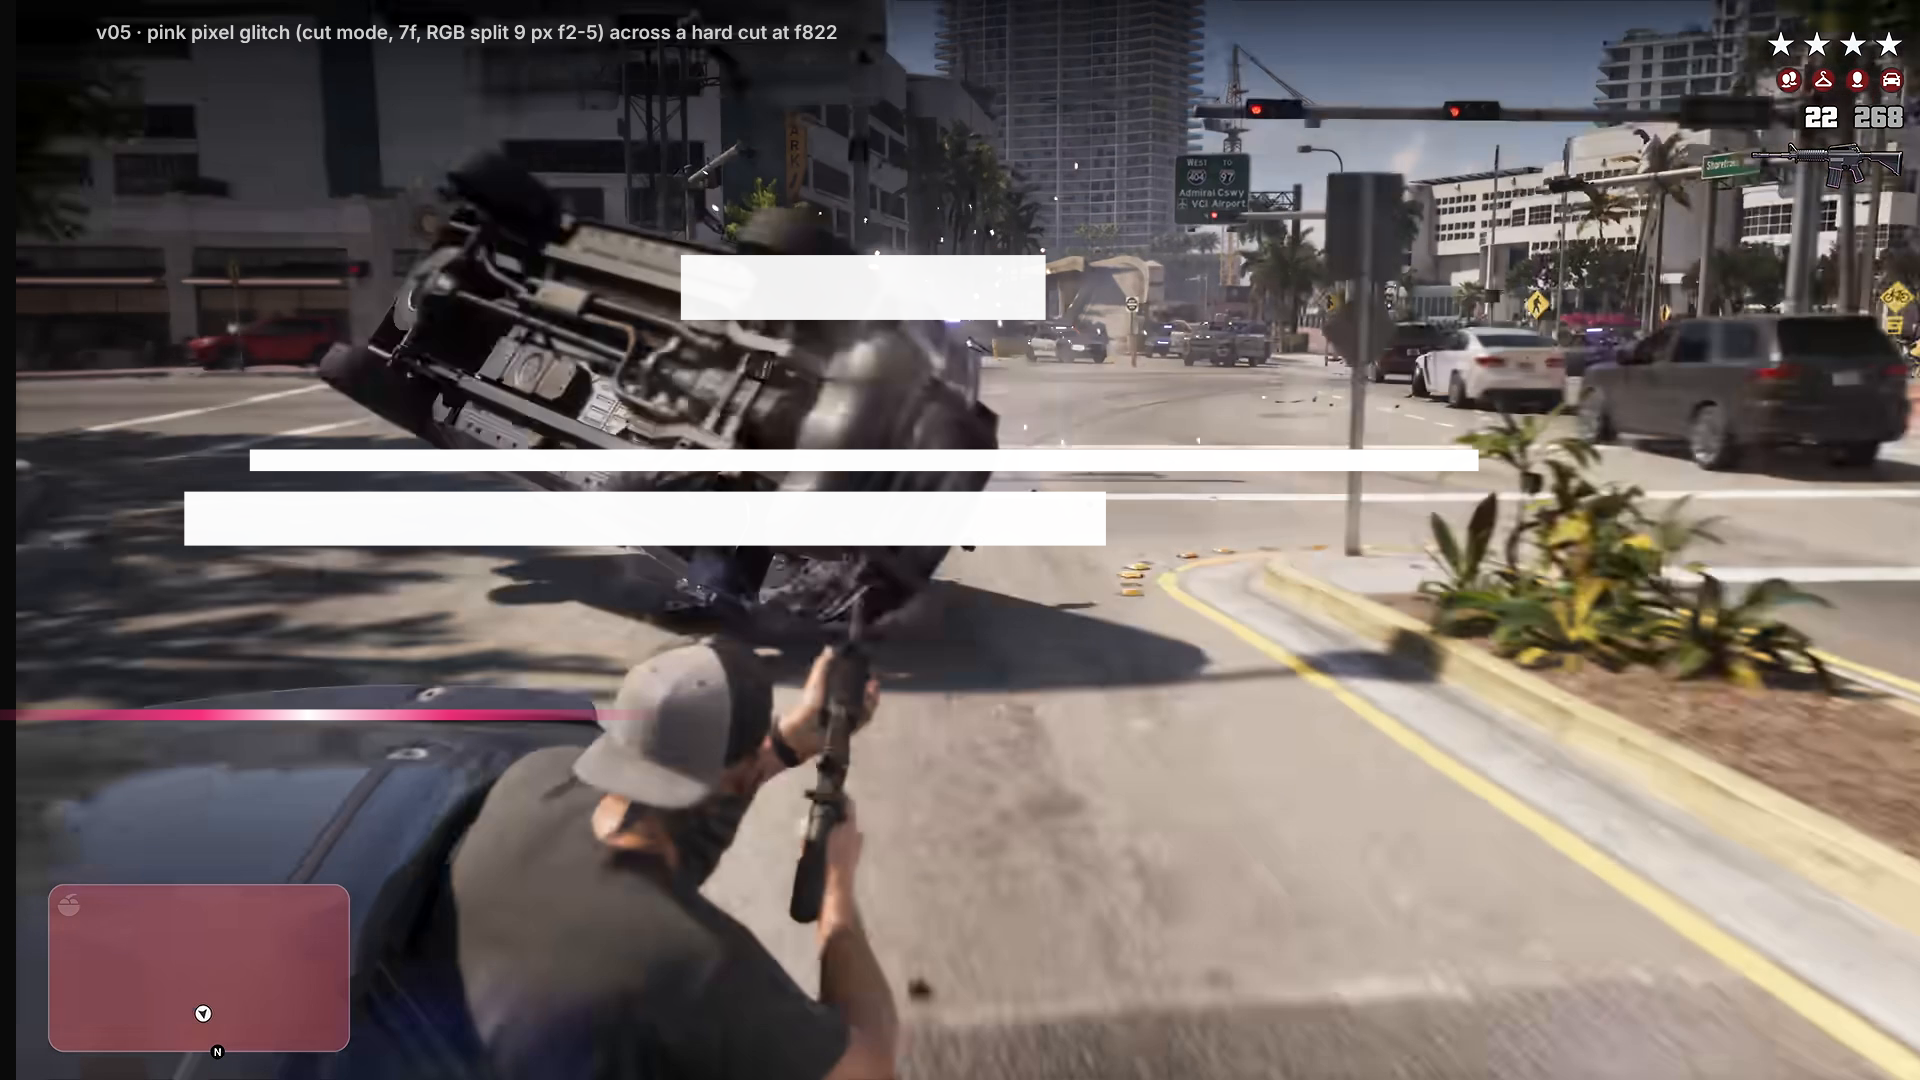 v05 · pink pixel glitch (cut mode, 7f, RGB split 9 px f2-5) across a hard cut at f822
22 268
PARK
WEST TO
404 97
Admiral Cswy
VCI Airport
N